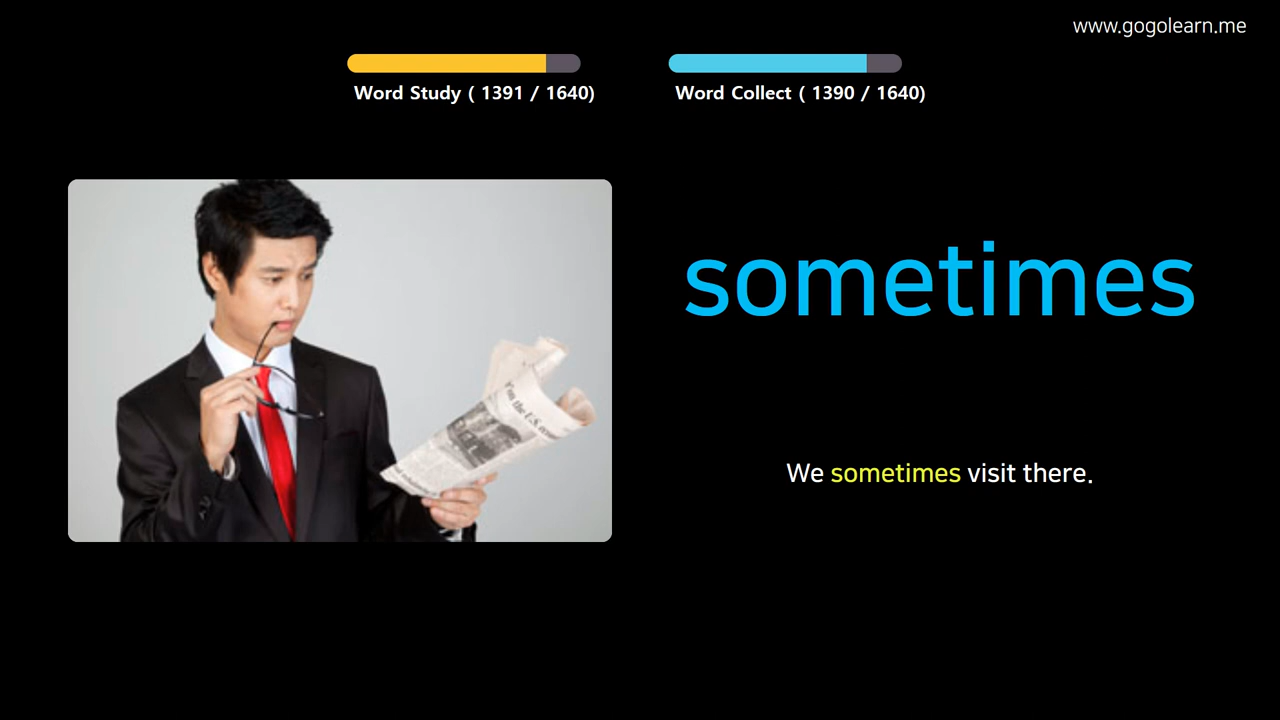 www.gogolearn.me
Word Study ( 1391 / 1640)
Word Collect ( 1390 / 1640)
sometimes
We sometimes visit there.